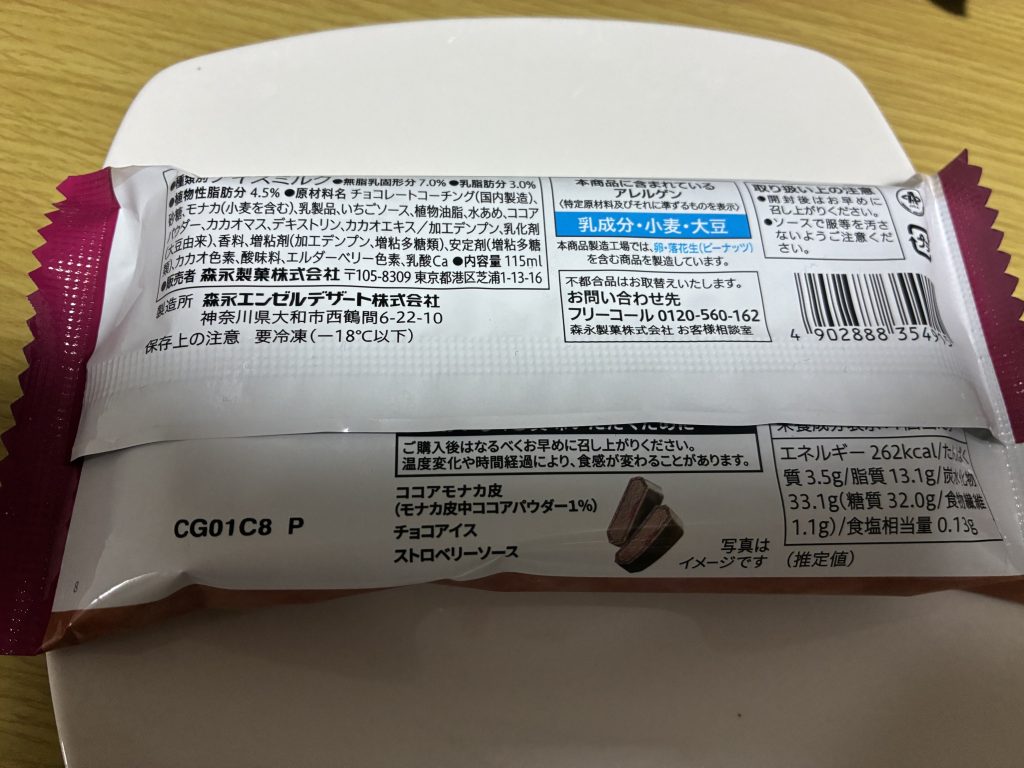 ●種類別 アイスミルク ●無脂乳固形分 7.0% ●乳脂肪分 3.0%
●植物性脂肪分 4.5% ●原材料名 チョコレートコーチング(国内製造)、
砂糖、モナカ(小麦を含む)、乳製品、いちごソース、植物油脂、水あめ、ココア
パウダー、カカオマス、デキストリン、カカオエキス/加工デンプン、乳化剤
(大豆由来)、香料、増粘剤(加工デンプン、増粘多糖類)、安定剤(増粘多糖
類)、カカオ色素、酸味料、エルダーベリー色素、乳酸Ca ●内容量 115ml
●販売者 森永製菓株式会社 〒105-8309 東京都港区芝浦1-13-16
製造所 森永エンゼルデザート株式会社
神奈川県大和市西鶴間6-22-10
保存上の注意 要冷凍(−18℃以下)
本商品に含まれている
アレルゲン
(特定原材料及びそれに準ずるものを表示)
乳成分・小麦・大豆
本商品製造工場では、卵・落花生(ピーナッツ)
を含む商品を製造しています。
不都合品はお取替えいたします。
お問い合わせ先
フリーコール 0120-560-162
森永製菓株式会社 お客様相談室
取り扱い上の注意
●開封後はお早めに
召し上がりください。
●ソースで服等を汚さ
ないようご注意くださ
い。
4 902888 354
ご購入後はなるべくお早めに召し上がりください。
温度変化や時間経過により、食感が変わることがあります。
ココアモナカ皮
(モナカ皮中ココアパウダー1%)
チョコアイス
ストロベリーソース
写真は
イメージです
エネルギー 262kcal/たんぱく
質 3.5g/脂質 13.1g/炭水化物
33.1g(糖質 32.0g/食物繊維
1.1g)/食塩相当量 0.13g
(推定値)
CG01C8 P
8